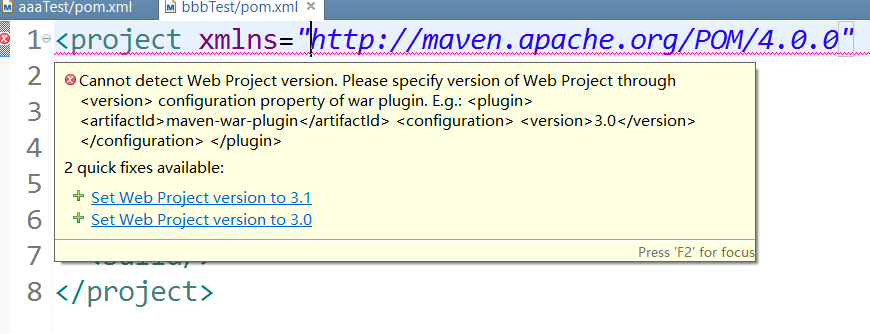 aaaTest/pom.xml bbbTest/pom.xml
1 <project xmlns="http://maven.apache.org/POM/4.0.0"
2 Cannot detect Web Project version. Please specify version of Web Project through
<version> configuration property of war plugin. E.g.: <plugin>
3 <artifactId>maven-war-plugin</artifactId> <configuration> <version>3.0</version>
4 </configuration> </plugin>
2 quick fixes available:
5 Set Web Project version to 3.1
6 Set Web Project version to 3.0
Press 'F2' for focus
7
8 </project>